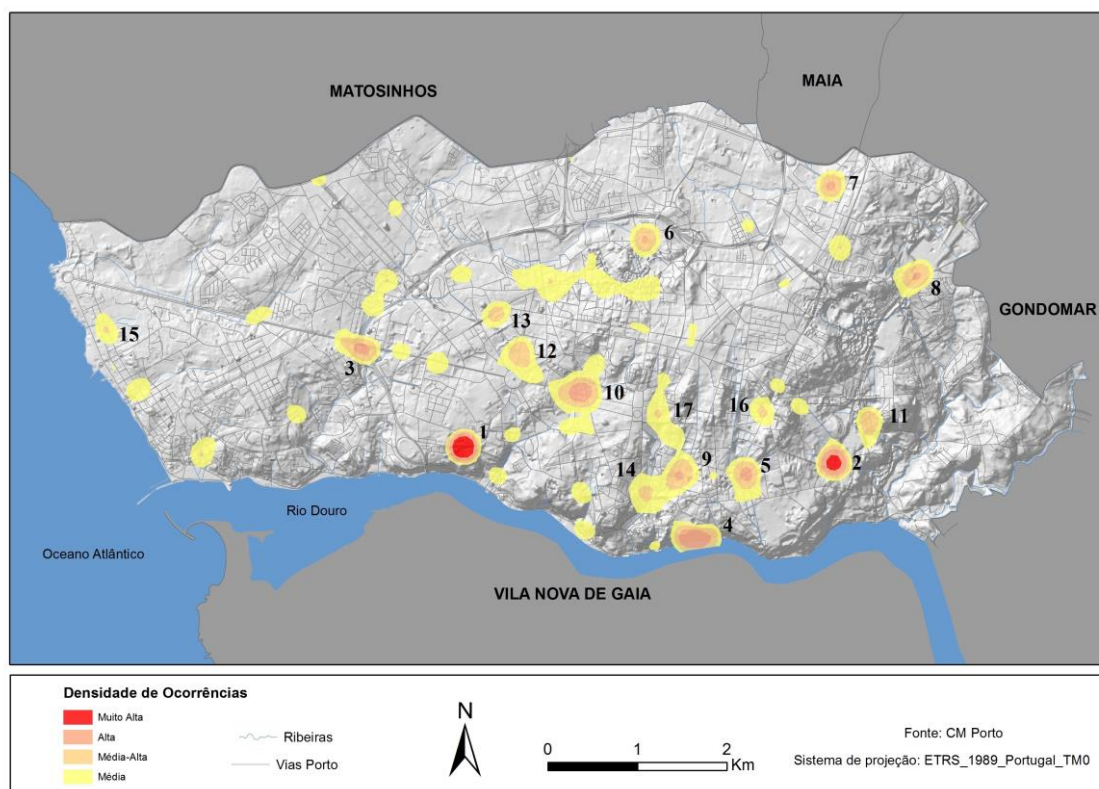 MATOSINHOS
MAIA
7
6
8
GONDOMAR
15
13
3
12
10
17
16
11
1
2
14
9
5
4
Rio Douro
Oceano Atlântico
VILA NOVA DE GAIA
Densidade de Ocorrências
Muito Alta
Alta
Média-Alta
Média
Ribeiras
Vias Porto
N
0 1 2
Km
Fonte: CM Porto
Sistema de projeção: ETRS_1989_Portugal_TM0